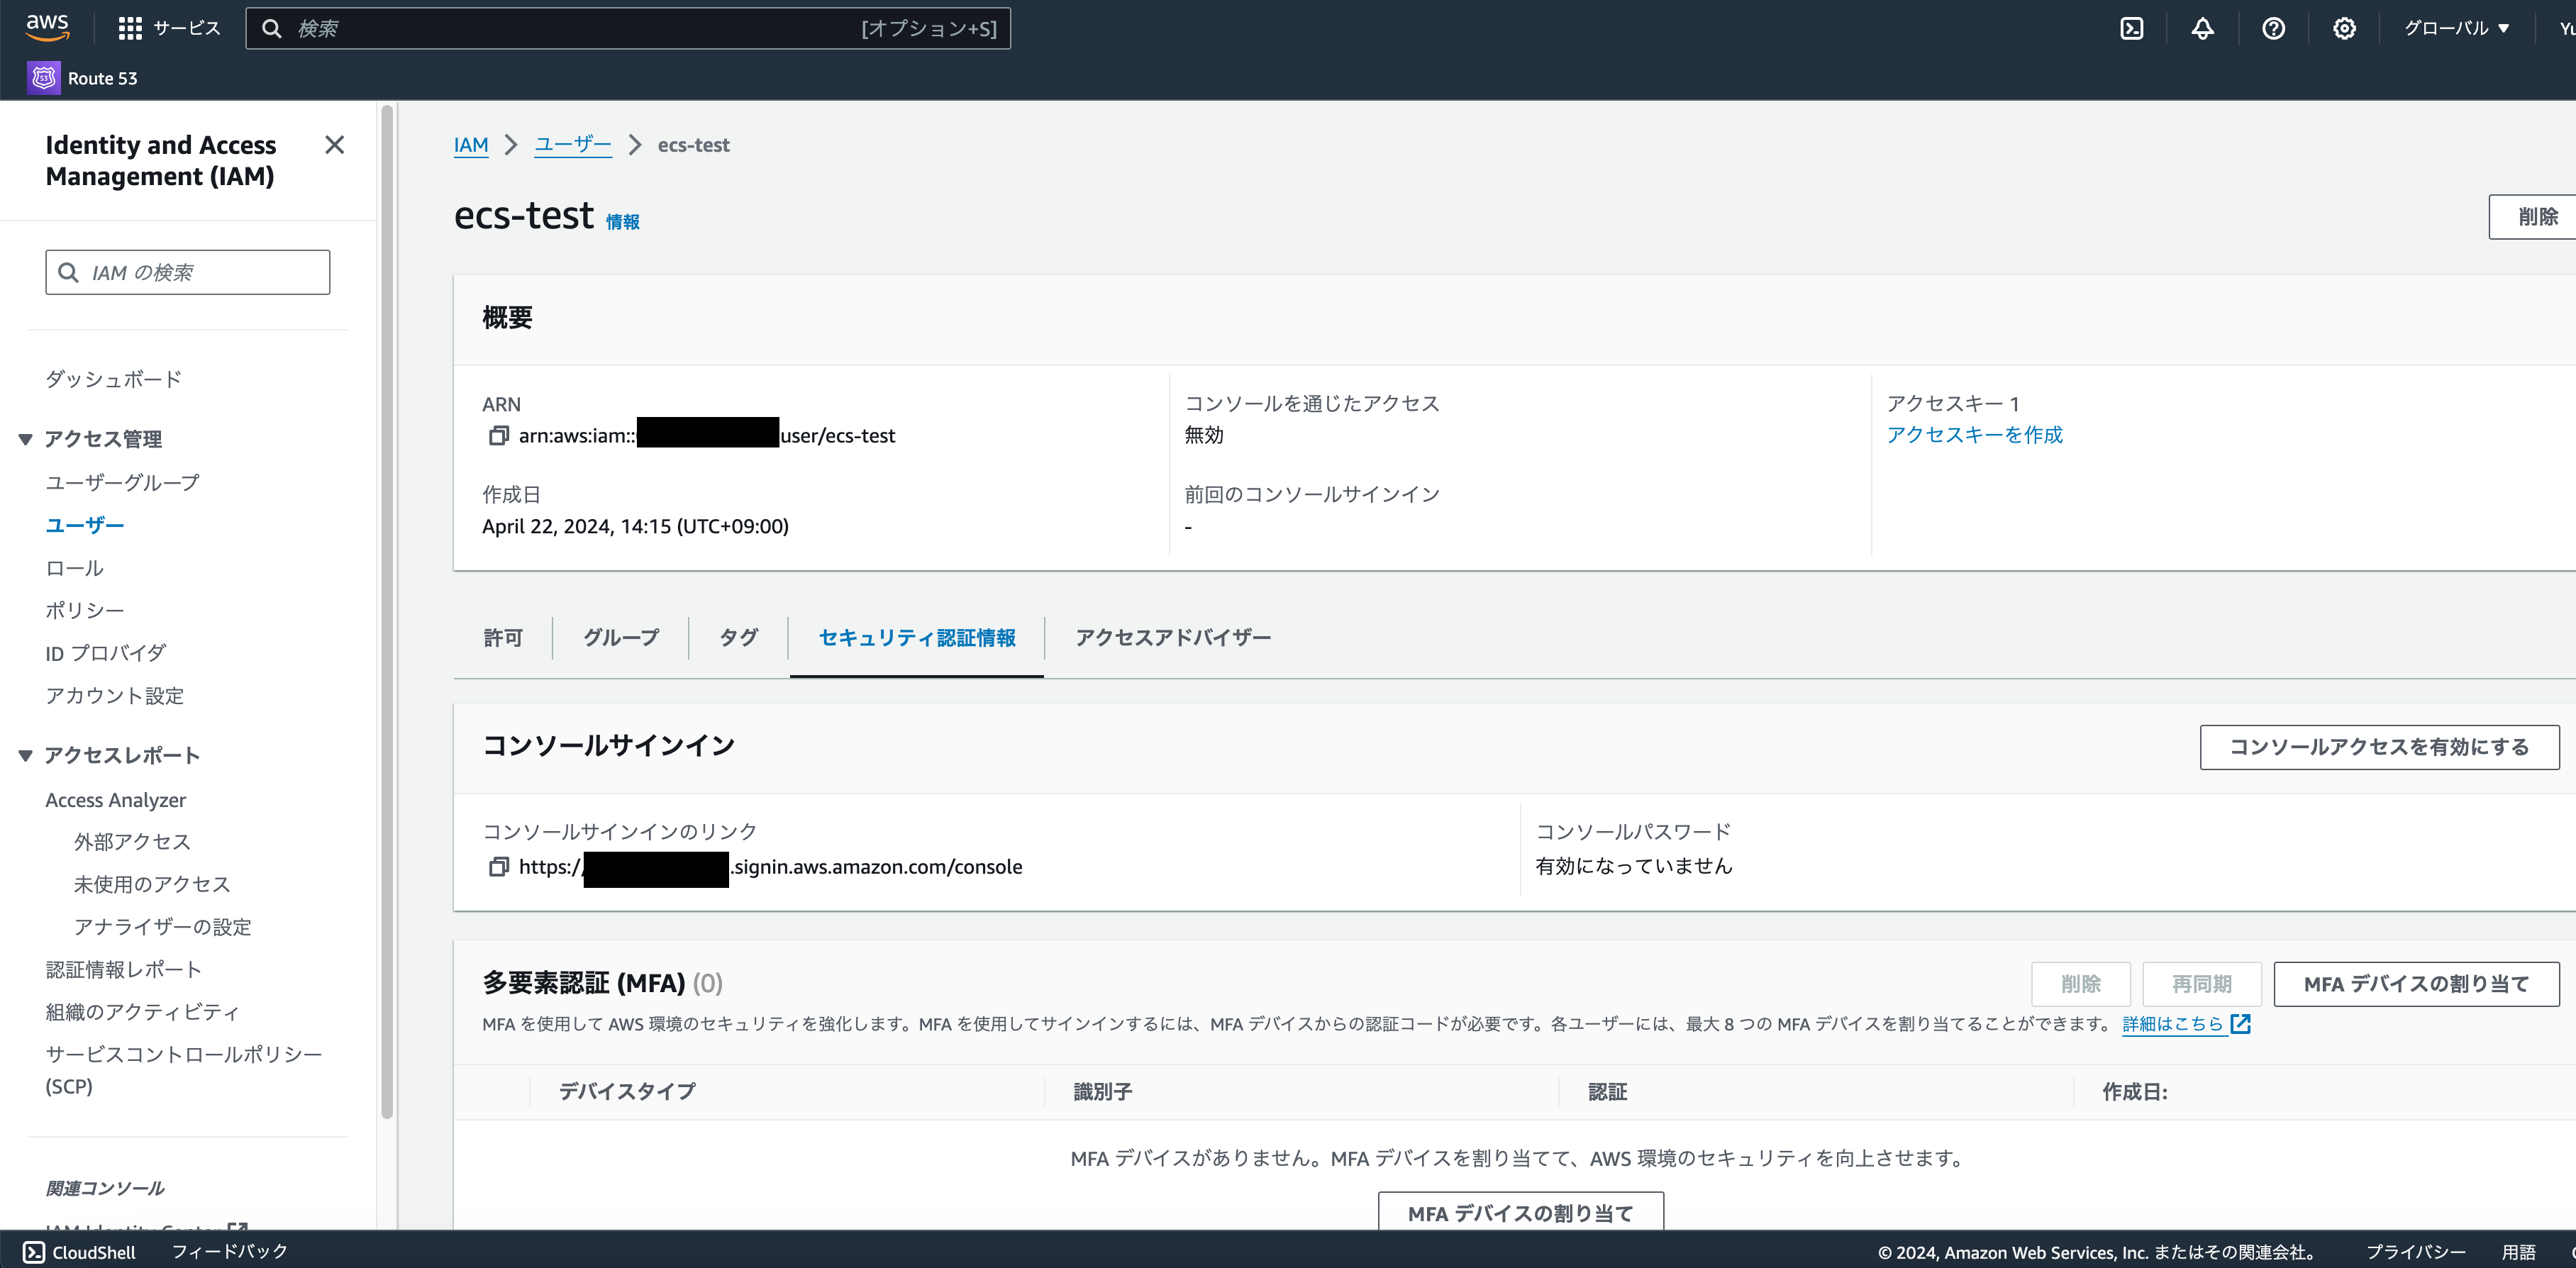 aws
サービス
検索
[オプション+S]
グローバル
Route 53
Identity and Access
Management (IAM)
IAM の検索
ダッシュボード
アクセス管理
ユーザーグループ
ユーザー
ロール
ポリシー
ID プロバイダ
アカウント設定
アクセスレポート
Access Analyzer
外部アクセス
未使用のアクセス
アナライザーの設定
認証情報レポート
組織のアクティビティ
サービスコントロールポリシー
(SCP)
関連コンソール
IAM Identity Center
IAM ユーザー ecs-test
ecs-test 情報
削除
概要
ARN
arn:aws:iam:: user/ecs-test
作成日
April 22, 2024, 14:15 (UTC+09:00)
コンソールを通じたアクセス
無効
前回のコンソールサインイン
-
アクセスキー 1
アクセスキーを作成
許可
グループ
タグ
セキュリティ認証情報
アクセスアドバイザー
コンソールサインイン
コンソールアクセスを有効にする
コンソールサインインのリンク
https:/ .signin.aws.amazon.com/console
コンソールパスワード
有効になっていません
多要素認証 (MFA) (0)
削除
再同期
MFA デバイスの割り当て
MFA を使用して AWS 環境のセキュリティを強化します。MFA を使用してサインインするには、MFA デバイスからの認証コードが必要です。各ユーザーには、最大 8 つの MFA デバイスを割り当てることができます。 詳細はこちら
デバイスタイプ
識別子
認証
作成日:
MFA デバイスがありません。MFA デバイスを割り当てて、AWS 環境のセキュリティを向上させます。
MFA デバイスの割り当て
CloudShell
フィードバック
© 2024, Amazon Web Services, Inc. またはその関連会社。
プライバシー
用語